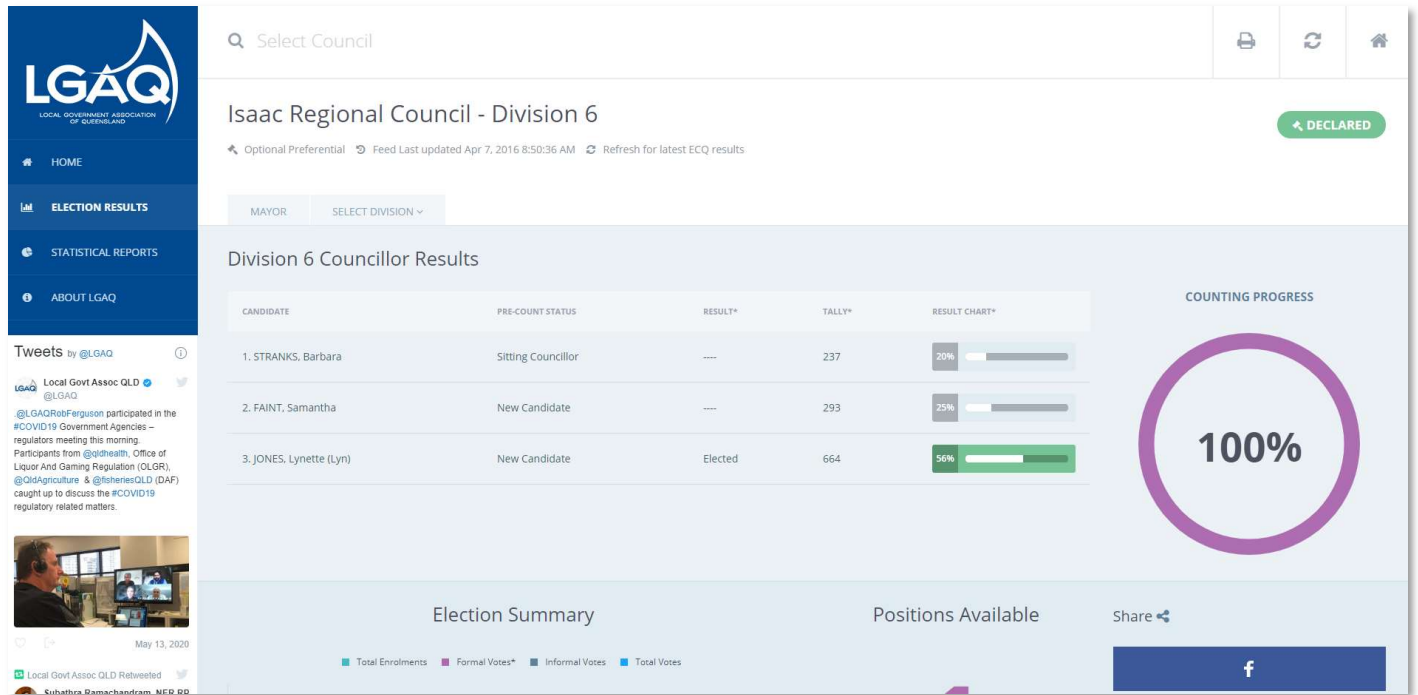 LGAQ
LOCAL GOVERNMENT ASSOCIATION
OF QUEENSLAND
HOME
ELECTION RESULTS
STATISTICAL REPORTS
ABOUT LGAQ
Tweets by @LGAQ
LGAQ Local Govt Assoc QLD
@LGAQ
.@LGAQRobFerguson participated in the
#COVID19 Government Agencies –
regulators meeting this morning.
Participants from @qldhealth, Office of
Liquor And Gaming Regulation (OLGR),
@QldAgriculture & @fisheriesQLD (DAF)
caught up to discuss the #COVID19
regulatory related matters.
May 13, 2020
Local Govt Assoc QLD Retweeted
Subathra Ramachandram, NER RP
Select Council
Isaac Regional Council - Division 6
DECLARED
Optional Preferential Feed Last updated Apr 7, 2016 8:50:36 AM Refresh for latest ECQ results
MAYOR SELECT DIVISION
Division 6 Councillor Results
CANDIDATE PRE-COUNT STATUS RESULT* TALLY* RESULT CHART*
1. STRANKS, Barbara Sitting Councillor ---- 237 20%
2. FAINT, Samantha New Candidate ---- 293 25%
3. JONES, Lynette (Lyn) New Candidate Elected 664 56%
COUNTING PROGRESS
100%
Election Summary
Total Enrolments Formal Votes* Informal Votes Total Votes
Positions Available
Share
f